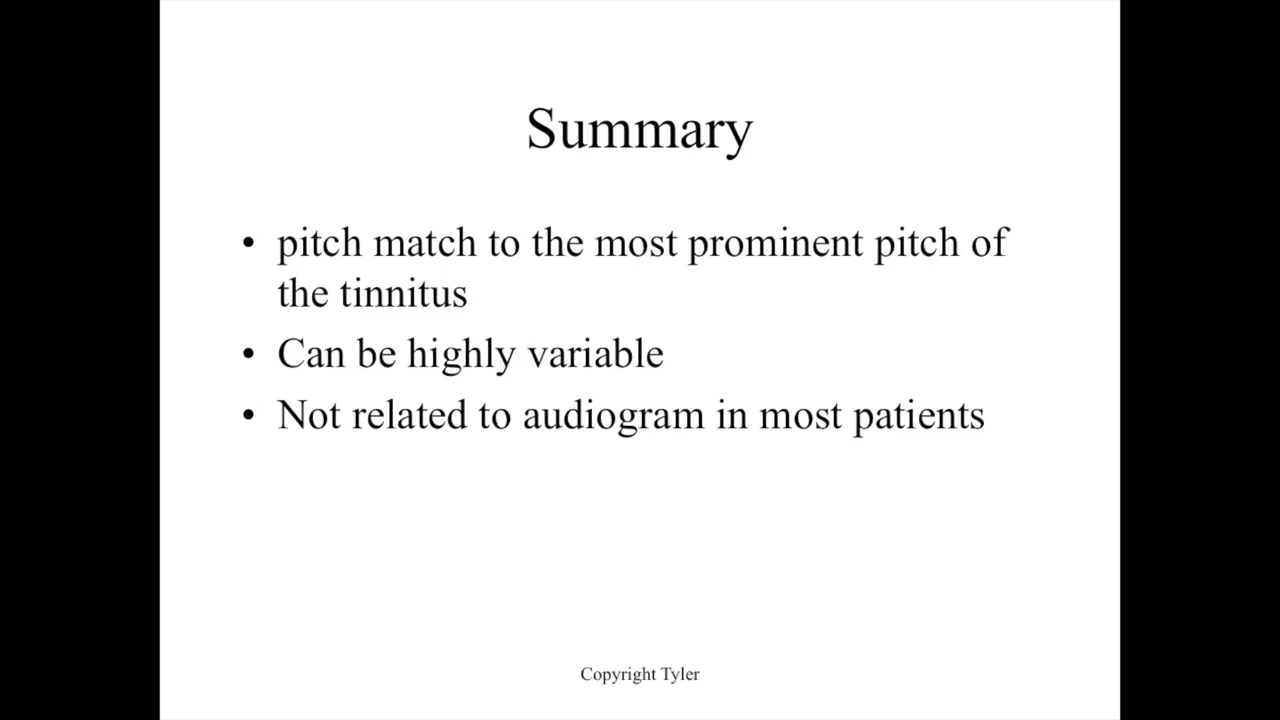 Summary
• pitch match to the most prominent pitch of
the tinnitus
• Can be highly variable
• Not related to audiogram in most patients
Copyright Tyler